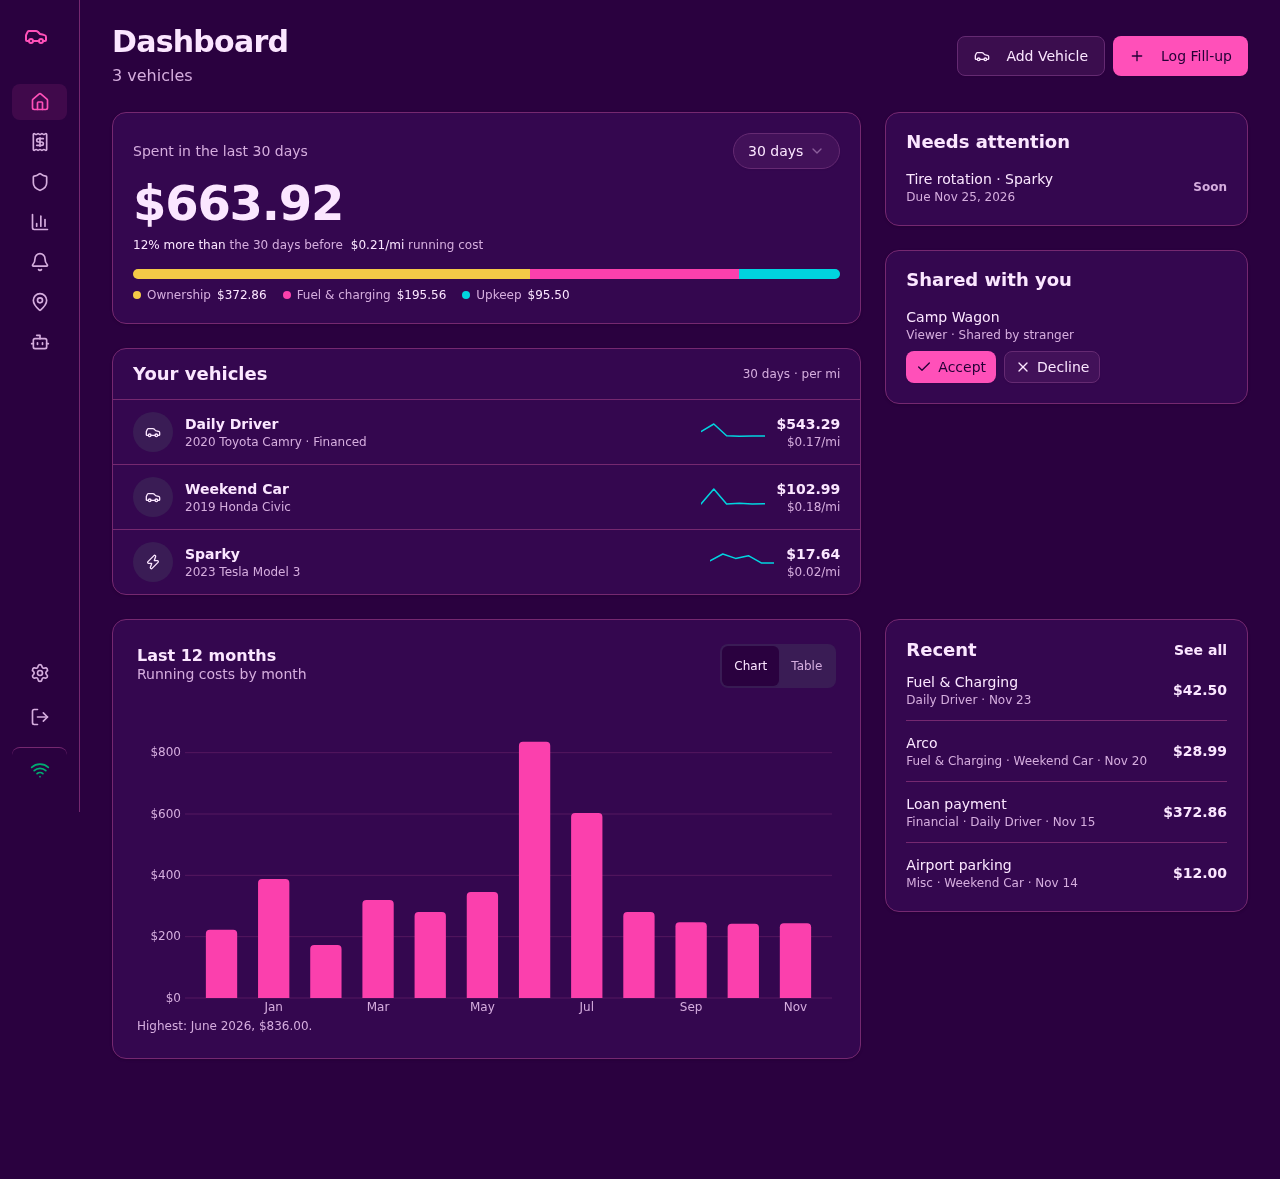 Dashboard
3 vehicles
Add Vehicle
Log Fill-up
Spent in the last 30 days
30 days
$663.92
12% more than the 30 days before $0.21/mi running cost
Ownership $372.86 Fuel & charging $195.56 Upkeep $95.50
Needs attention
Tire rotation · Sparky
Due Nov 25, 2026
Soon
Shared with you
Camp Wagon
Viewer · Shared by stranger
Accept
Decline
Your vehicles
30 days · per mi
Daily Driver
2020 Toyota Camry · Financed
$543.29
$0.17/mi
Weekend Car
2019 Honda Civic
$102.99
$0.18/mi
Sparky
2023 Tesla Model 3
$17.64
$0.02/mi
Last 12 months
Running costs by month
Chart
Table
$800
$600
$400
$200
$0
Jan Mar May Jul Sep Nov
Highest: June 2026, $836.00.
Recent
See all
Fuel & Charging
Daily Driver · Nov 23
$42.50
Arco
Fuel & Charging · Weekend Car · Nov 20
$28.99
Loan payment
Financial · Daily Driver · Nov 15
$372.86
Airport parking
Misc · Weekend Car · Nov 14
$12.00